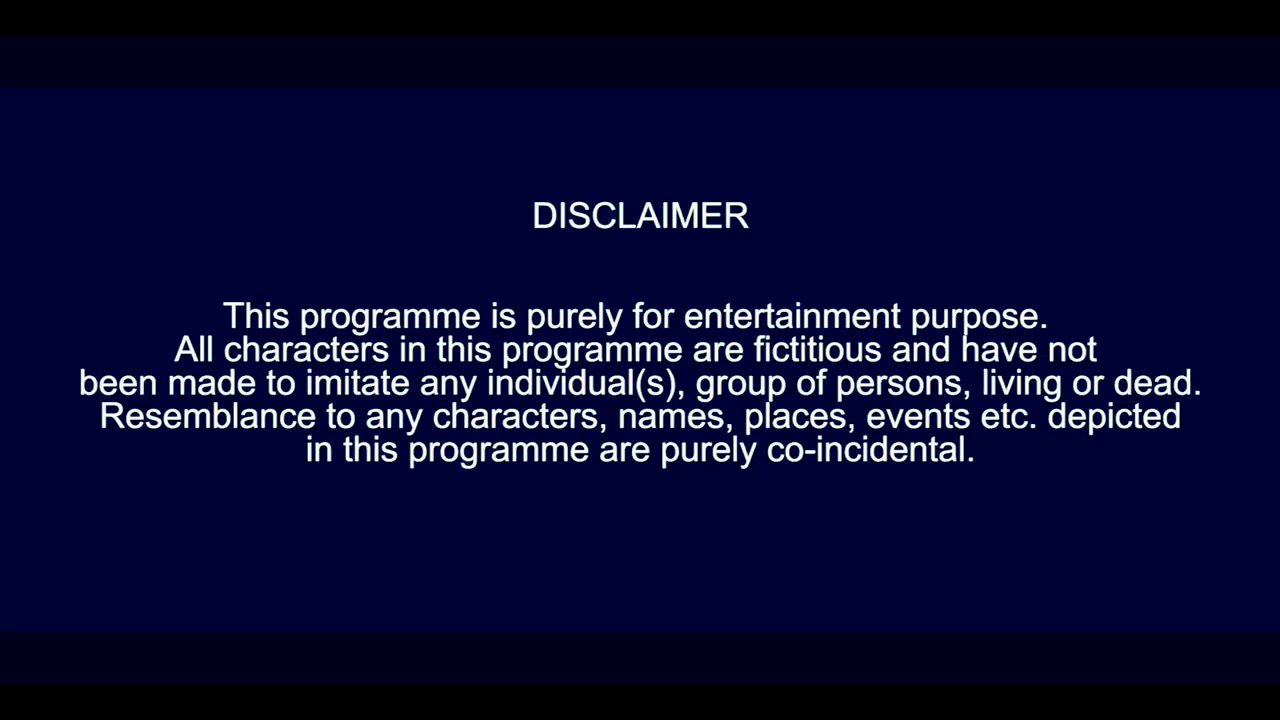 DISCLAIMER
This programme is purely for entertainment purpose.
All characters in this programme are fictitious and have not
been made to imitate any individual(s), group of persons, living or dead.
Resemblance to any characters, names, places, events etc. depicted
in this programme are purely co-incidental.